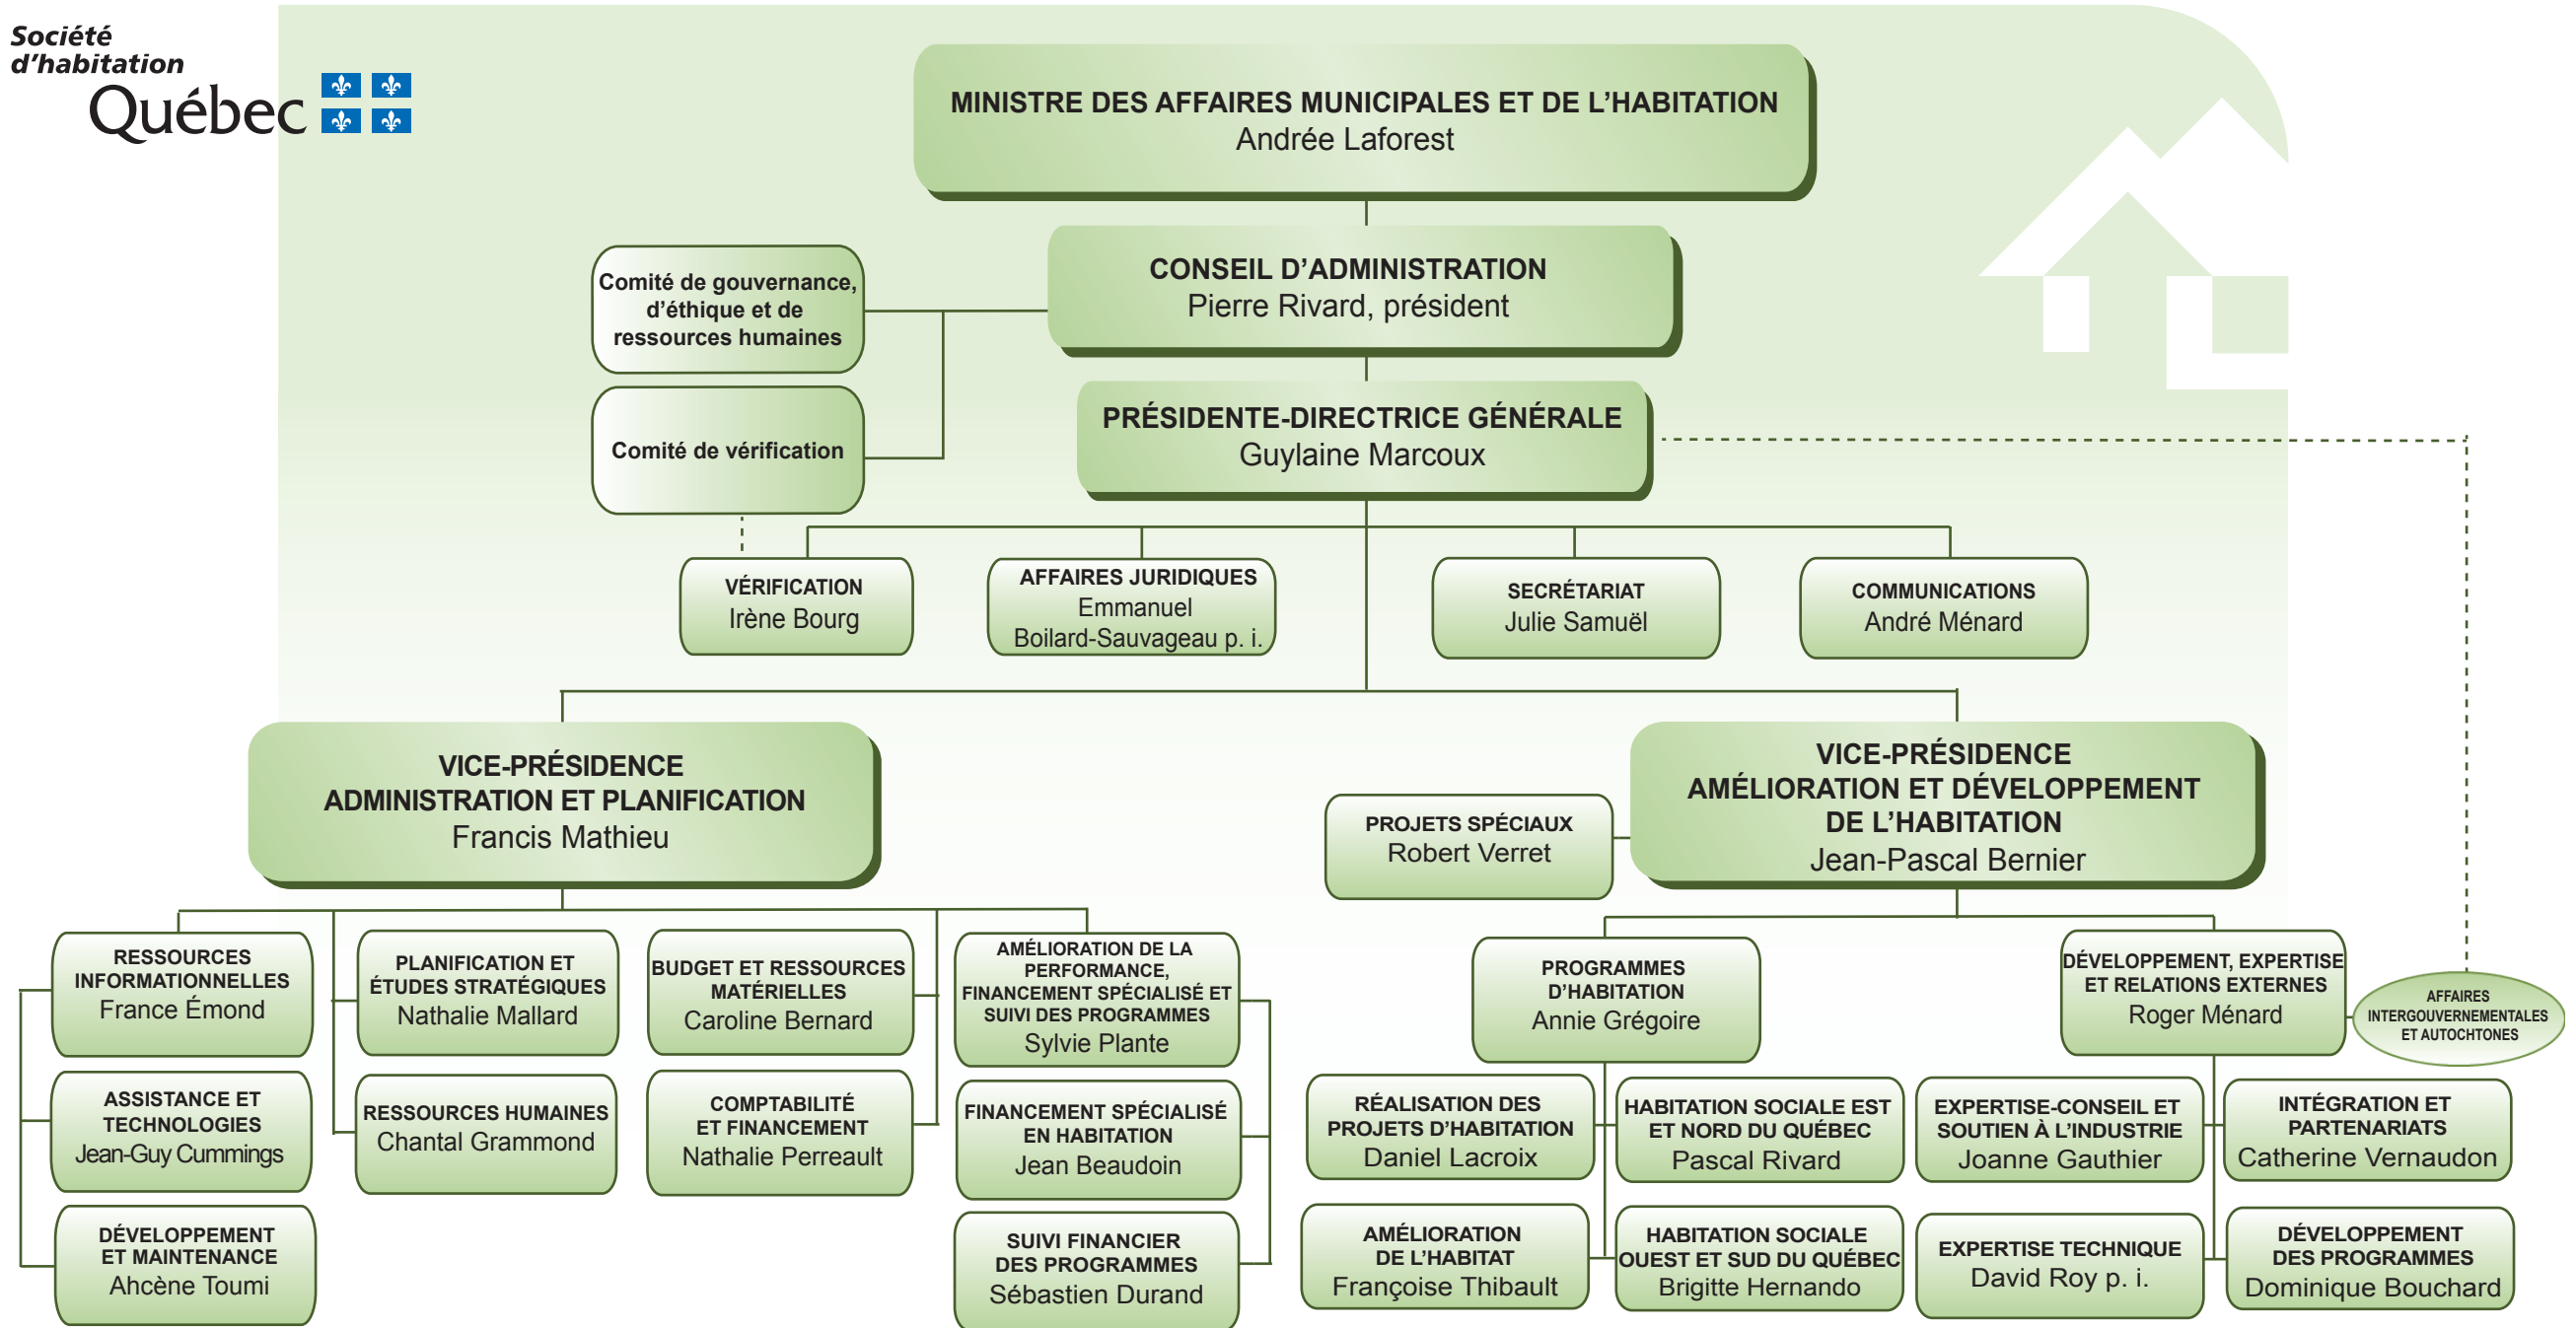 Société
d'habitation
Québec
MINISTRE DES AFFAIRES MUNICIPALES ET DE L'HABITATION
Andrée Laforest
CONSEIL D'ADMINISTRATION
Pierre Rivard, président
Comité de gouvernance,
d'éthique et de
ressources humaines
Comité de vérification
PRÉSIDENTE-DIRECTRICE GÉNÉRALE
Guylaine Marcoux
VÉRIFICATION
Irène Bourg
AFFAIRES JURIDIQUES
Emmanuel
Boilard-Sauvageau p. i.
SECRÉTARIAT
Julie Samuël
COMMUNICATIONS
André Ménard
VICE-PRÉSIDENCE
ADMINISTRATION ET PLANIFICATION
Francis Mathieu
VICE-PRÉSIDENCE
AMÉLIORATION ET DÉVELOPPEMENT
DE L'HABITATION
Jean-Pascal Bernier
PROJETS SPÉCIAUX
Robert Verret
RESSOURCES
INFORMATIONNELLES
France Émond
PLANIFICATION ET
ÉTUDES STRATÉGIQUES
Nathalie Mallard
BUDGET ET RESSOURCES
MATÉRIELLES
Caroline Bernard
AMÉLIORATION DE LA
PERFORMANCE,
FINANCEMENT SPÉCIALISÉ ET
SUIVI DES PROGRAMMES
Sylvie Plante
PROGRAMMES
D'HABITATION
Annie Grégoire
DÉVELOPPEMENT, EXPERTISE
ET RELATIONS EXTERNES
Roger Ménard
AFFAIRES
INTERGOUVERNEMENTALES
ET AUTOCHTONES
ASSISTANCE ET
TECHNOLOGIES
Jean-Guy Cummings
RESSOURCES HUMAINES
Chantal Grammond
COMPTABILITÉ
ET FINANCEMENT
Nathalie Perreault
FINANCEMENT SPÉCIALISÉ
EN HABITATION
Jean Beaudoin
RÉALISATION DES
PROJETS D'HABITATION
Daniel Lacroix
HABITATION SOCIALE EST
ET NORD DU QUÉBEC
Pascal Rivard
EXPERTISE-CONSEIL ET
SOUTIEN À L'INDUSTRIE
Joanne Gauthier
INTÉGRATION ET
PARTENARIATS
Catherine Vernaudon
DÉVELOPPEMENT
ET MAINTENANCE
Ahcène Toumi
SUIVI FINANCIER
DES PROGRAMMES
Sébastien Durand
AMÉLIORATION
DE L'HABITAT
Françoise Thibault
HABITATION SOCIALE
OUEST ET SUD DU QUÉBEC
Brigitte Hernando
EXPERTISE TECHNIQUE
David Roy p. i.
DÉVELOPPEMENT
DES PROGRAMMES
Dominique Bouchard